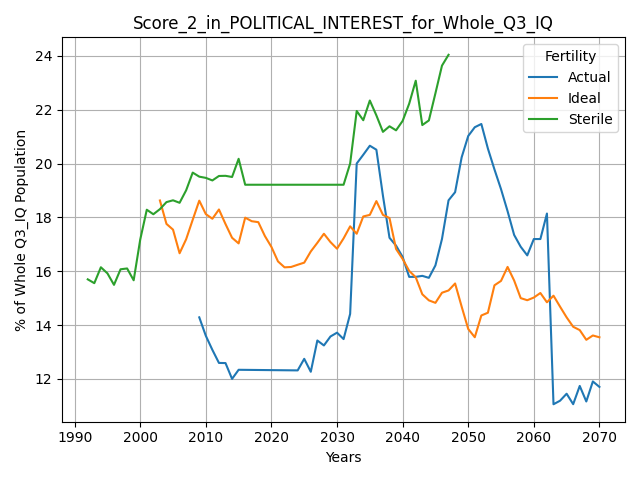 Score_2_in_POLITICAL_INTEREST_for_Whole_Q3_IQ
Fertility
Actual
Ideal
Sterile
% of Whole Q3_IQ Population
24
22
20
18
16
14
12
1990
2000
2010
2020
2030
2040
2050
2060
2070
Years